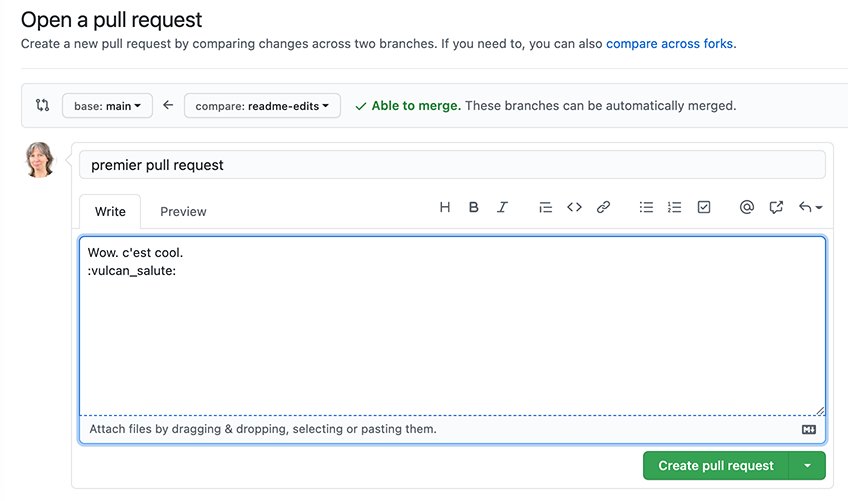 Open a pull request
Create a new pull request by comparing changes across two branches. If you need to, you can also compare across forks.
base: main ← compare: readme-edits ✓ Able to merge. These branches can be automatically merged.
premier pull request
Write Preview H B I @
Wow. c'est cool.
:vulcan_salute:
Attach files by dragging & dropping, selecting or pasting them.
Create pull request